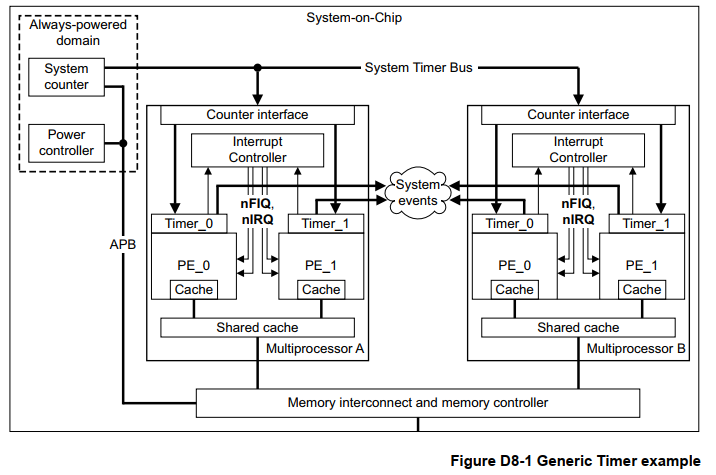 System-on-Chip
Always-powered
domain
System
counter
Power
controller
System Timer Bus
Counter interface
Interrupt
Controller
nFIQ,
nIRQ
Timer_0
Timer_1
PE_0
PE_1
Cache
Cache
Shared cache
Multiprocessor A
System
events
Counter interface
Interrupt
Controller
nFIQ,
nIRQ
Timer_0
Timer_1
PE_0
PE_1
Cache
Cache
Shared cache
Multiprocessor B
APB
Memory interconnect and memory controller
Figure D8-1 Generic Timer example